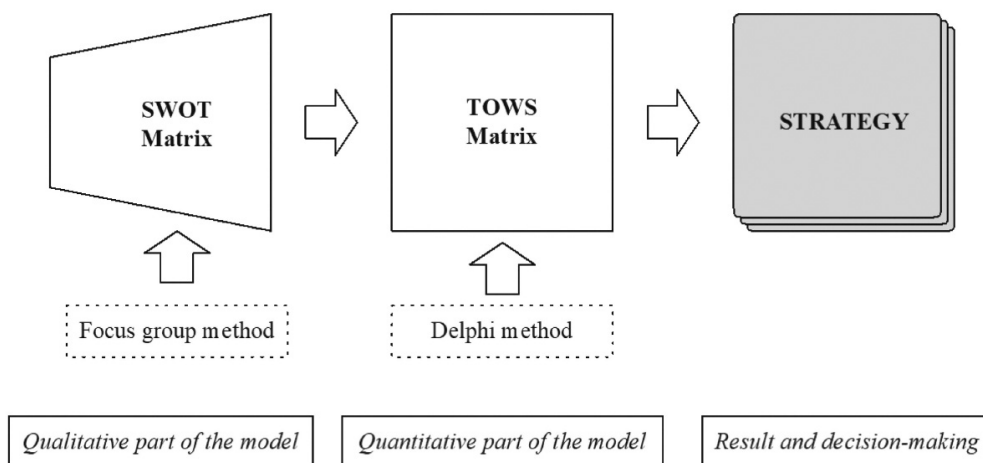 SWOT
Matrix
TOWS
Matrix
STRATEGY
Focus group method
Delphi method
Qualitative part of the model
Quantitative part of the model
Result and decision-making